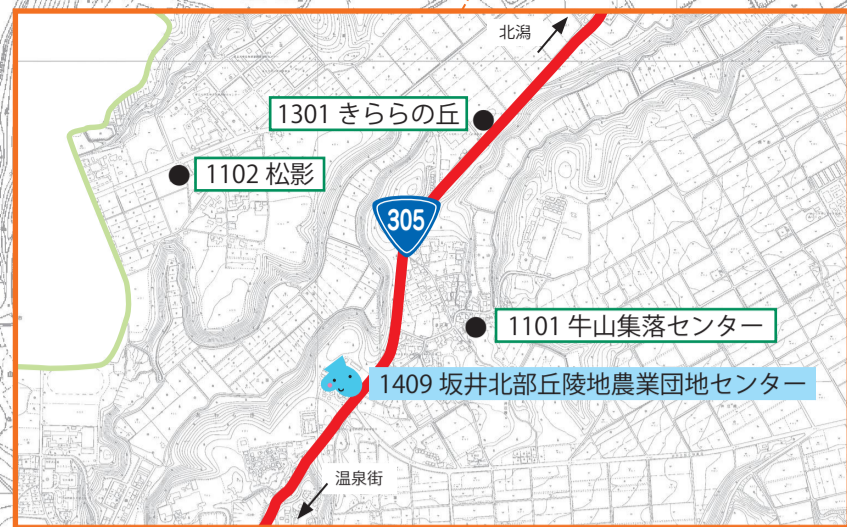 北潟
1301 きららの丘
1102 松影
305
1101 牛山集落センター
1409 坂井北部丘陵地農業団地センター
温泉街